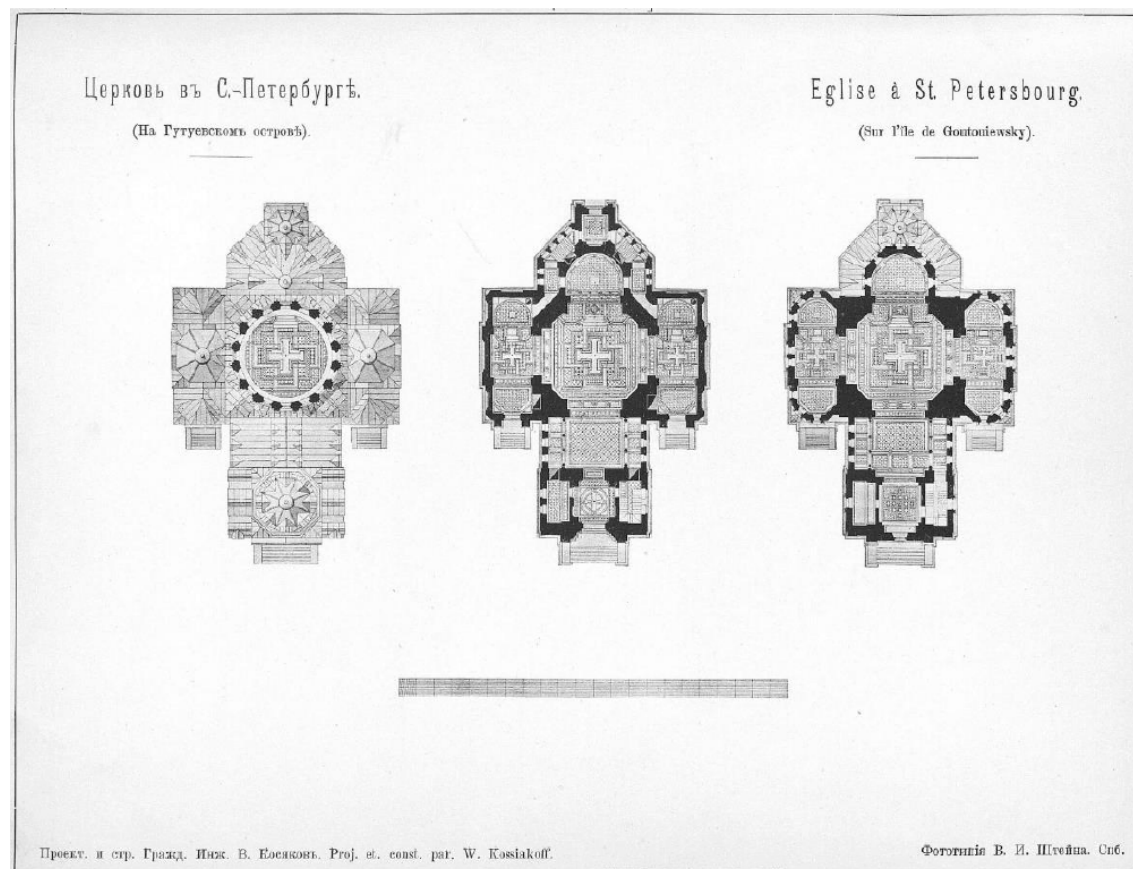 Церковь въ С.-Петербургѣ.
(На Гутуевскомъ островѣ).
Eglise à St. Petersbourg.
(Sur l'île de Goutouiewsky).
Проект. и стр. Гражд. Инж. В. Косяковъ. Proj. et. const. par. W. Kossiakoff.
Фототипія В. И. Штейна. Спб.